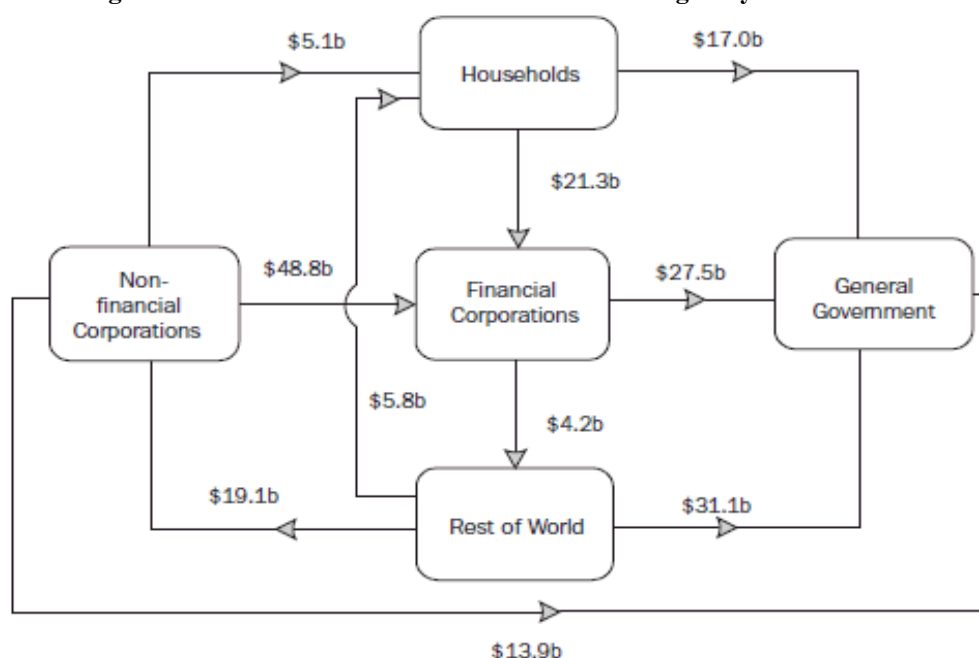 $5.1b
$17.0b
Households
$21.3b
$48.8b
$27.5b
Non-
financial
Corporations
Financial
Corporations
General
Government
$5.8b
$4.2b
$19.1b
$31.1b
Rest of World
$13.9b